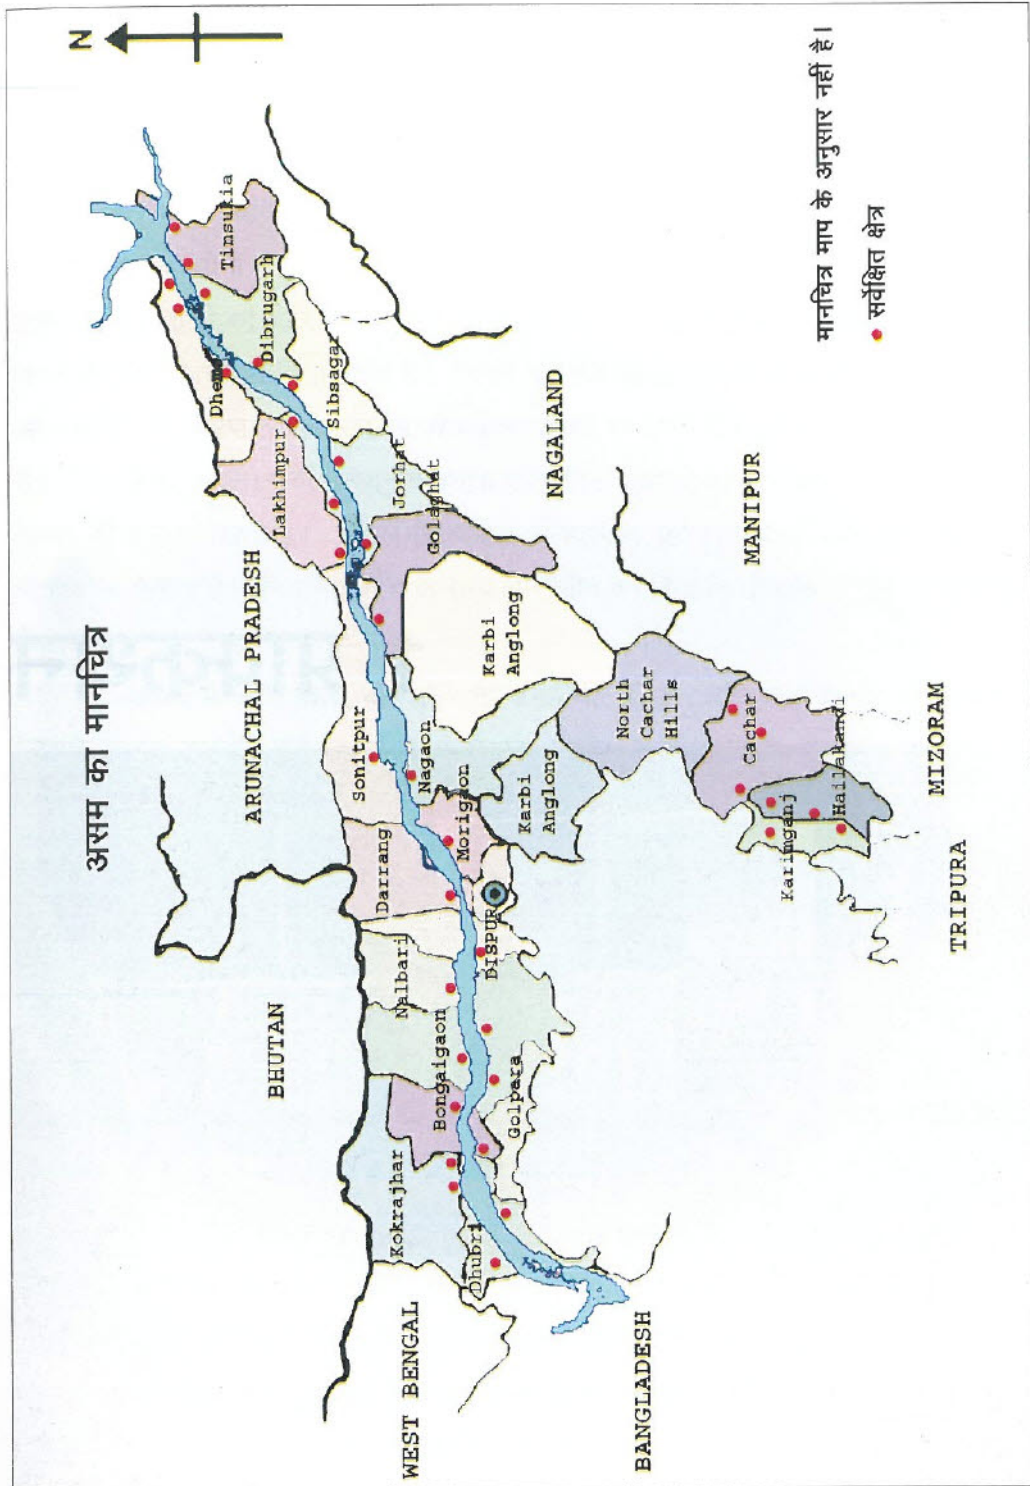 असम का मानचित्र
N
BHUTAN
ARUNACHAL PRADESH
Tinsukia
Dibrugarh
Sibsagar
Lakhimpur
Jorhat
Golaghat
NAGALAND
Sonitpur
Darrang
Nalbari
Bongaigaon
Kokrajhar
Dhubri
WEST BENGAL
Golpara
DISPUR
Morigaon
Nagaon
Karbi
Anglong
Karbi
Anglong
North
Cachar
Hills
MANIPUR
Cachar
Karimganj
Hailakandi
BANGLADESH
TRIPURA
MIZORAM
मानचित्र माप के अनुसार नहीं है।
सर्वेक्षित क्षेत्र